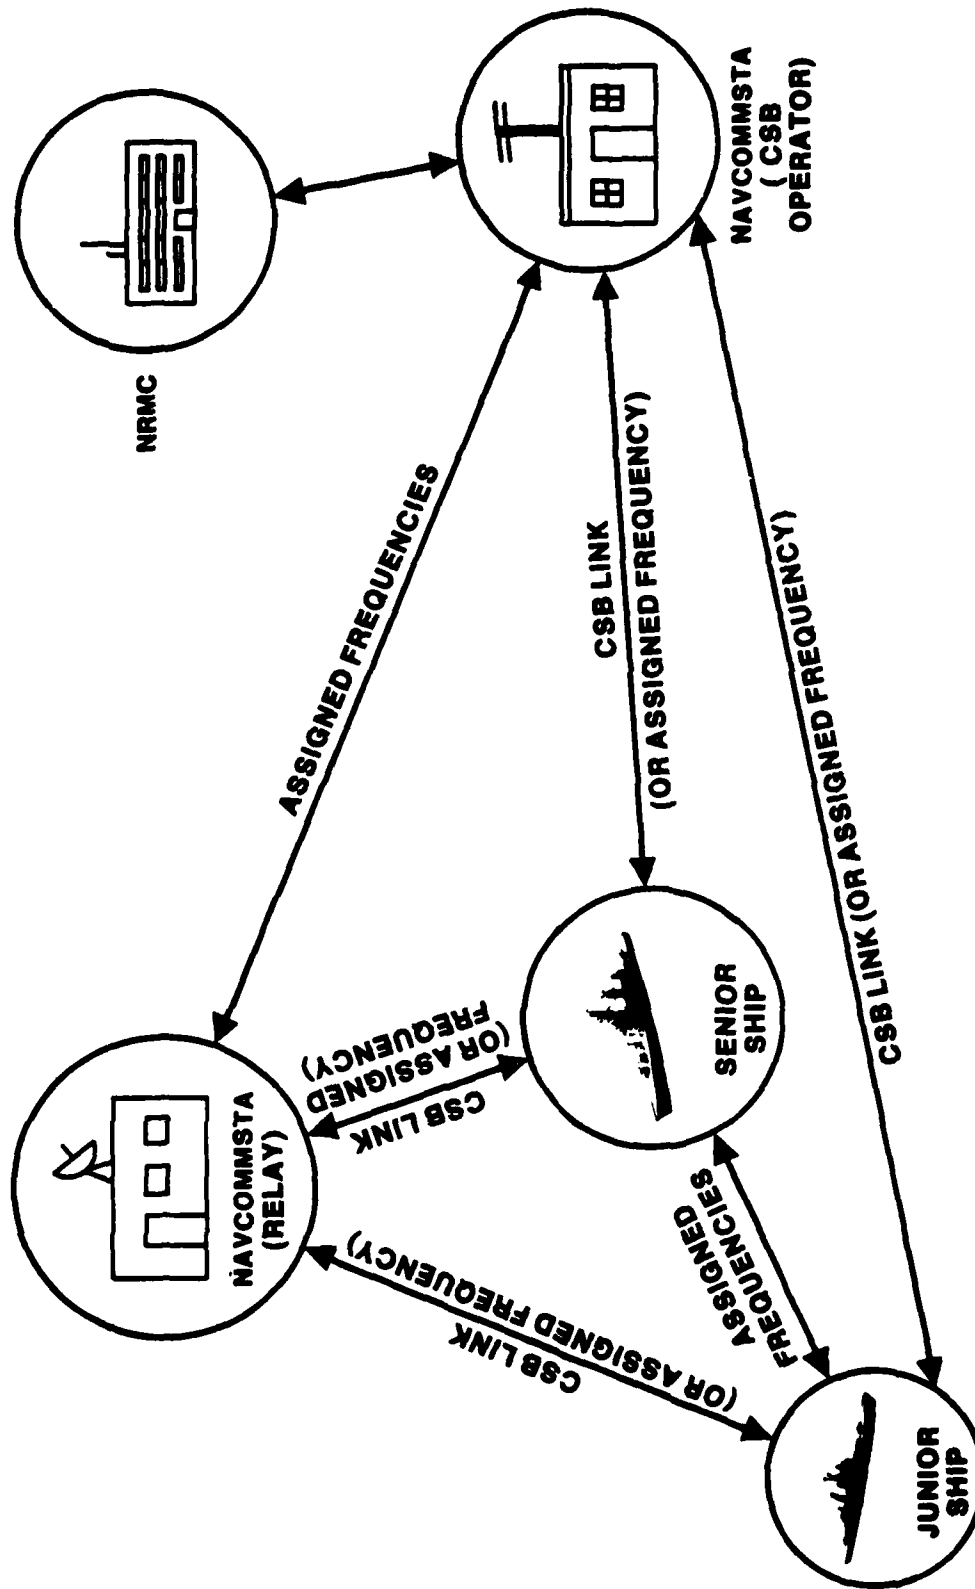 NRMC
NAVCOMMSTA
( CSB
OPERATOR)
ASSIGNED FREQUENCIES
CSB LINK
(OR ASSIGNED FREQUENCY)
CSB LINK (OR ASSIGNED FREQUENCY)
NAVCOMMSTA
(RELAY)
CSB LINK
(OR ASSIGNED
FREQUENCY)
SENIOR
SHIP
CSB LINK
(OR ASSIGNED FREQUENCY)
ASSIGNED
FREQUENCIES
JUNIOR
SHIP